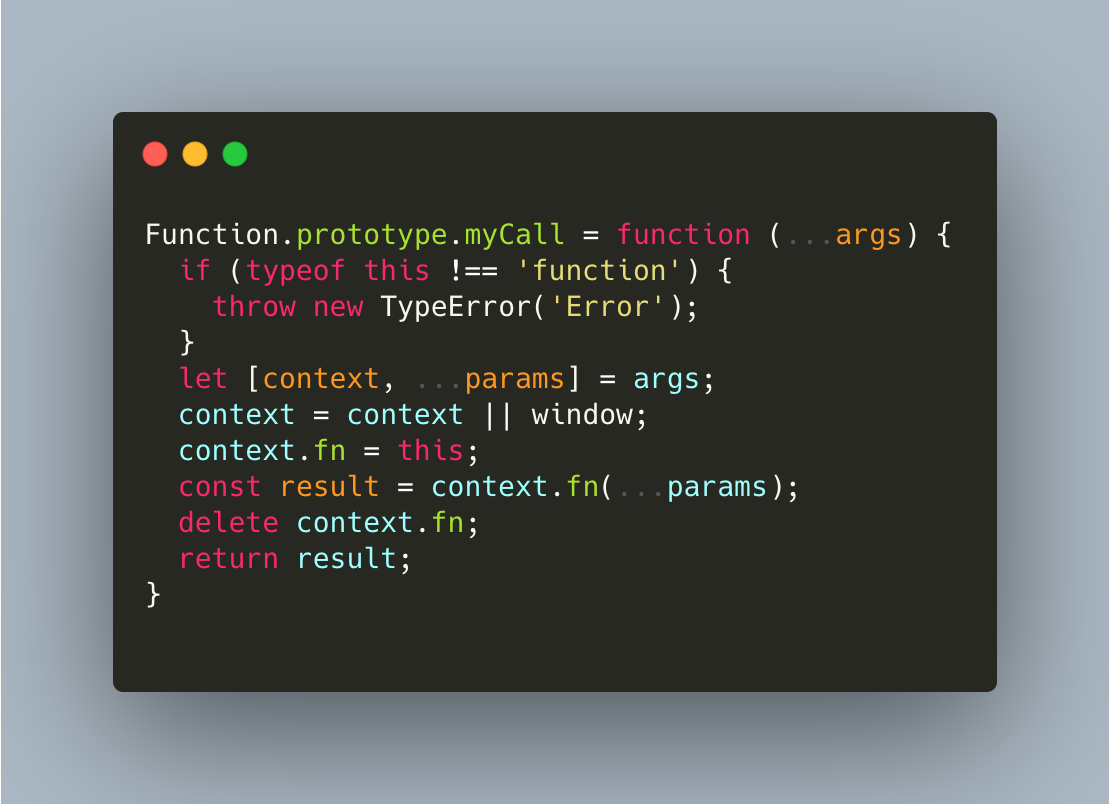 Function.prototype.myCall = function (...args) {
  if (typeof this !== 'function') {
    throw new TypeError('Error');
  }
  let [context, ...params] = args;
  context = context || window;
  context.fn = this;
  const result = context.fn(...params);
  delete context.fn;
  return result;
}